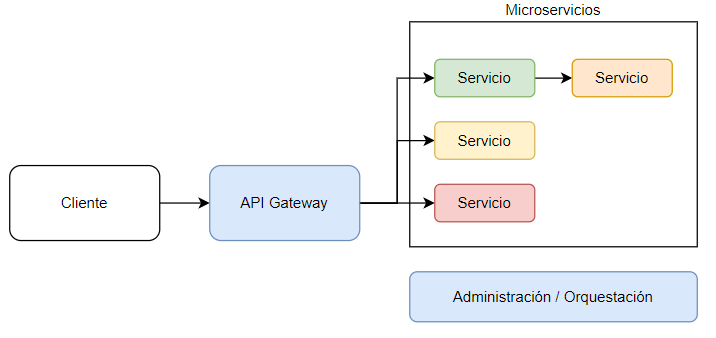 Microservicios
Servicio
Servicio
Servicio
Cliente
API Gateway
Servicio
Administración / Orquestación